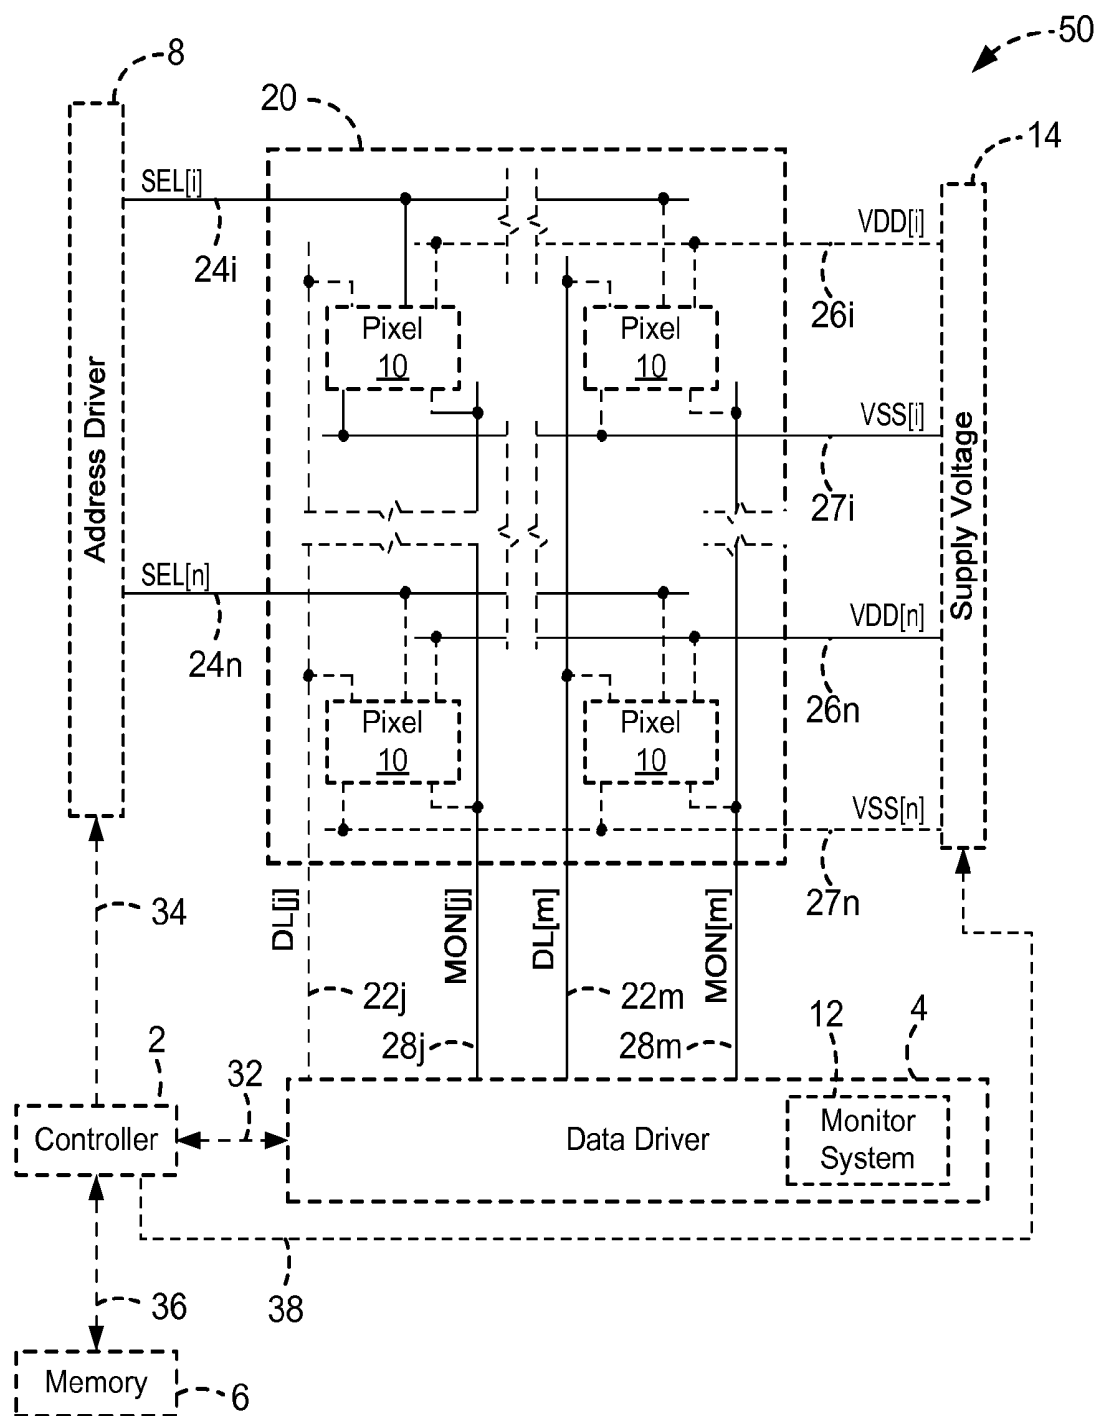 50
8
20
14
SEL[i]
VDD[i]
24i
26i
Pixel
10
Pixel
10
VSS[i]
27i
Address Driver
Supply Voltage
SEL[n]
VDD[n]
24n
26n
Pixel
10
Pixel
10
VSS[n]
27n
DL[j]
MON[j]
DL[m]
MON[m]
34
22j
22m
12
4
2
28j
28m
32
Controller
Data Driver
Monitor
System
36
38
Memory
6